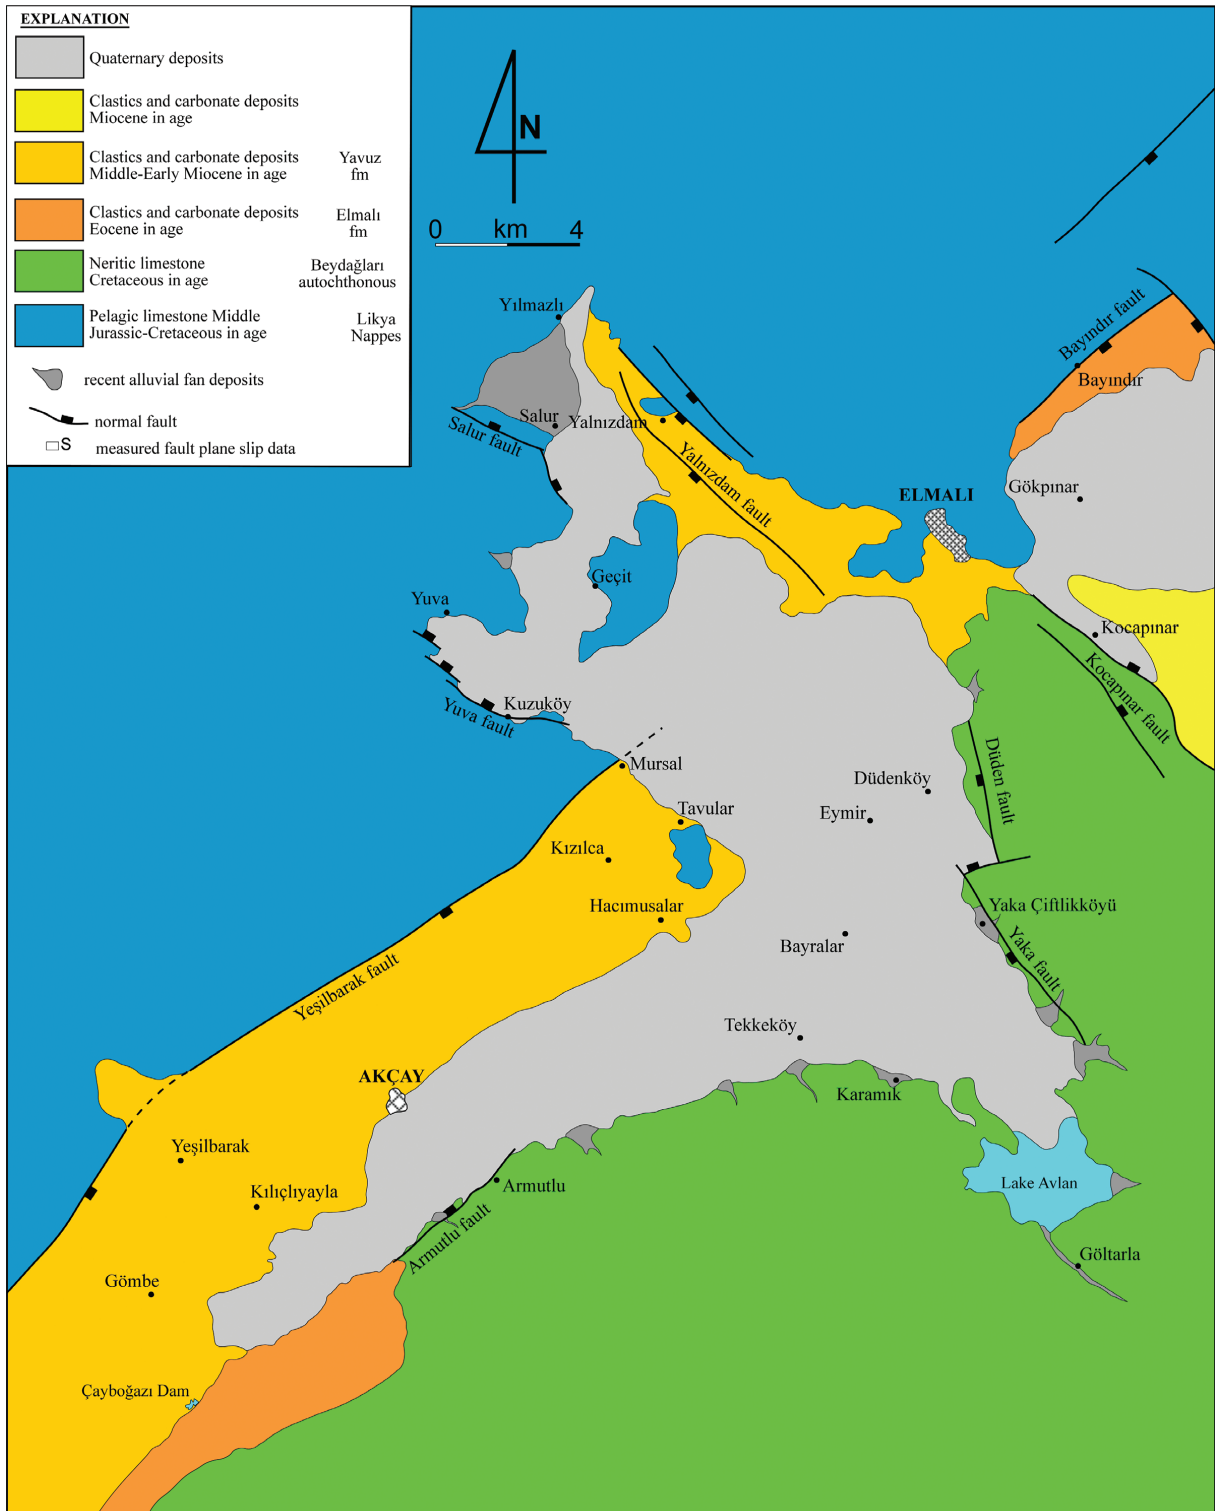 EXPLANATION
Quaternary deposits
Clastics and carbonate deposits
Miocene in age
Clastics and carbonate deposits
Middle-Early Miocene in age
Yavuz
fm
Clastics and carbonate deposits
Eocene in age
Elmalı
fm
Neritic limestone
Cretaceous in age
Beydağları
autochthonous
Pelagic limestone Middle
Jurassic-Cretaceous in age
Likya
Nappes
recent alluvial fan deposits
normal fault
S
measured fault plane slip data
N
0 km 4
Yılmazlı
Bayındır fault
Bayındır
Salur
Yalnızdam
Salur fault
Yalnızdam fault
ELMALI
Gökpınar
Geçit
Yuva
Kocapınar
Kocapınar fault
Kuzuköy
Yuva fault
Mursal
Düden fault
Düdenköy
Tavular
Eymir
Kızılca
Hacımusalar
Yaka Çiftlikköyü
Bayralar
Yaka fault
Yeşilbarak fault
Tekkeköy
AKÇAY
Karamık
Yeşilbarak
Kılıçlıyayla
Armutlu
Lake Avlan
Armutlu fault
Göltarla
Gömbe
Çayboğazı Dam